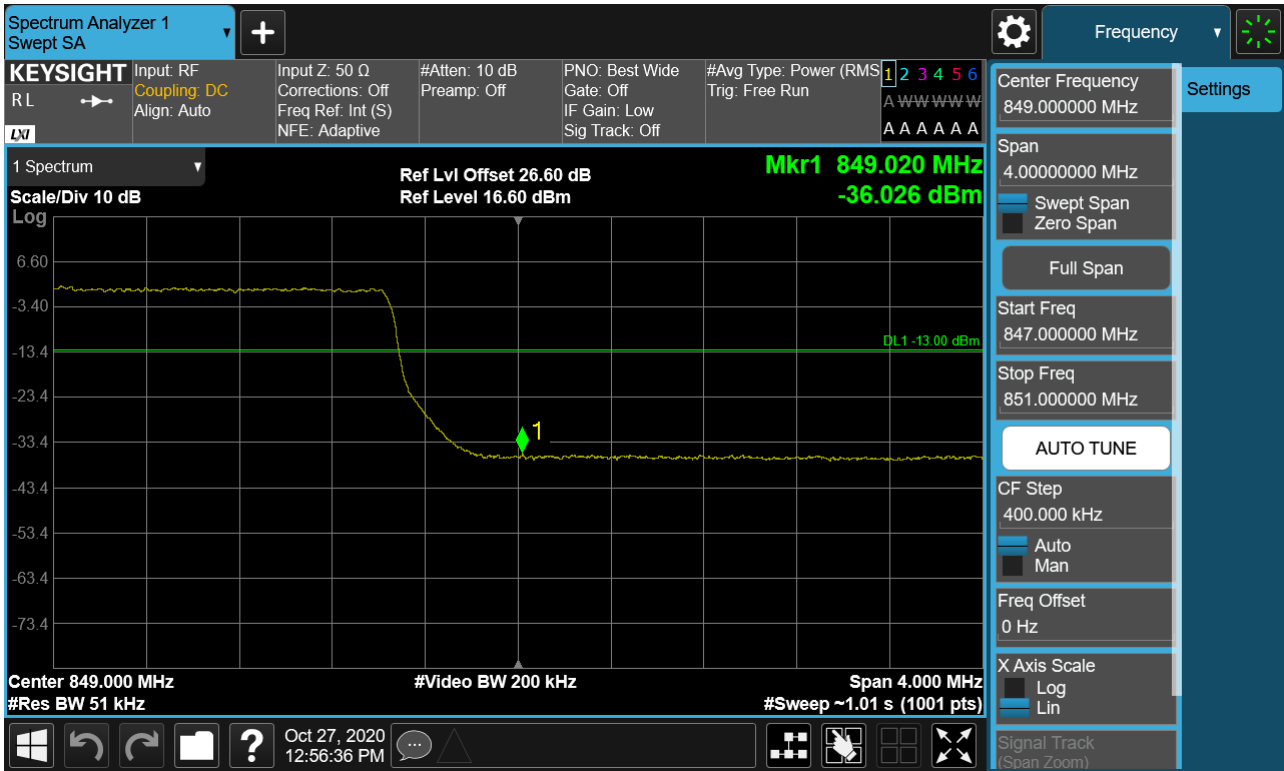 Spectrum Analyzer 1
Swept SA
+
Frequency
KEYSIGHT
R L
LXI
Input: RF
Coupling: DC
Align: Auto
Input Z: 50 Ω
Corrections: Off
Freq Ref: Int (S)
NFE: Adaptive
#Atten: 10 dB
Preamp: Off
PNO: Best Wide
Gate: Off
IF Gain: Low
Sig Track: Off
#Avg Type: Power (RMS
Trig: Free Run
1 2 3 4 5 6
A W W W W W
A A A A A A
1 Spectrum
Scale/Div 10 dB
Log
Ref Lvl Offset 26.60 dB
Ref Level 16.60 dBm
Mkr1 849.020 MHz
-36.026 dBm
6.60
-3.40
-13.4
-23.4
-33.4
-43.4
-53.4
-63.4
-73.4
DL1 -13.00 dBm
1
Center 849.000 MHz
#Video BW 200 kHz
Span 4.000 MHz
#Res BW 51 kHz
#Sweep ~1.01 s (1001 pts)
Center Frequency
849.000000 MHz
Span
4.00000000 MHz
Swept Span
Zero Span
Full Span
Start Freq
847.000000 MHz
Stop Freq
851.000000 MHz
AUTO TUNE
CF Step
400.000 kHz
Auto
Man
Freq Offset
0 Hz
X Axis Scale
Log
Lin
Signal Track
(Span Zoom)
Settings
?
Oct 27, 2020
12:56:36 PM